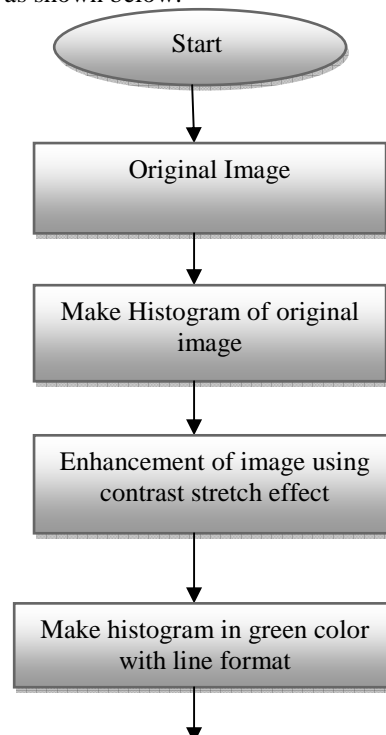 as shown below:
Start
Original Image
Make Histogram of original
image
Enhancement of image using
contrast stretch effect
Make histogram in green color
with line format